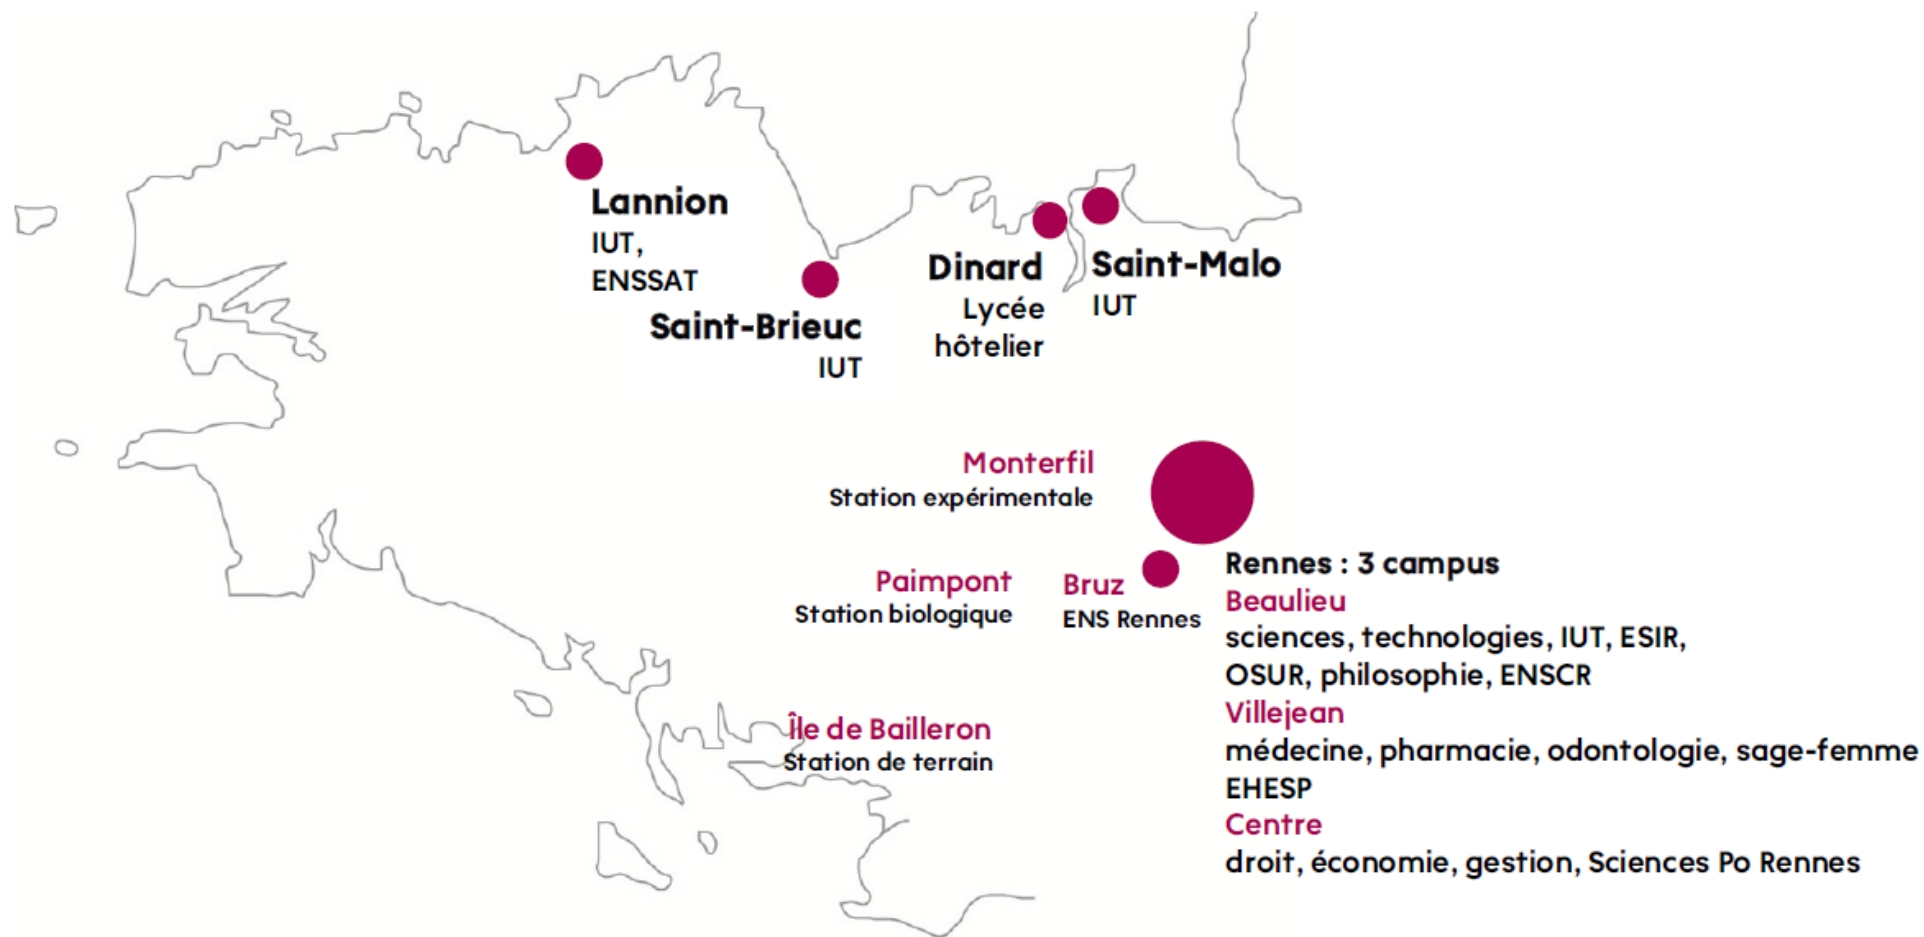 Lannion
IUT,
ENSSAT
Saint-Brieuc
IUT
Dinard
Lycée
hôtelier
Saint-Malo
IUT
Monterfil
Station expérimentale
Paimpont
Station biologique
Bruz
ENS Rennes
Rennes : 3 campus
Beaulieu
sciences, technologies, IUT, ESIR,
OSUR, philosophie, ENSCR
Villejean
médecine, pharmacie, odontologie, sage-femme
EHESP
Centre
droit, économie, gestion, Sciences Po Rennes
Île de Bailleron
Station de terrain